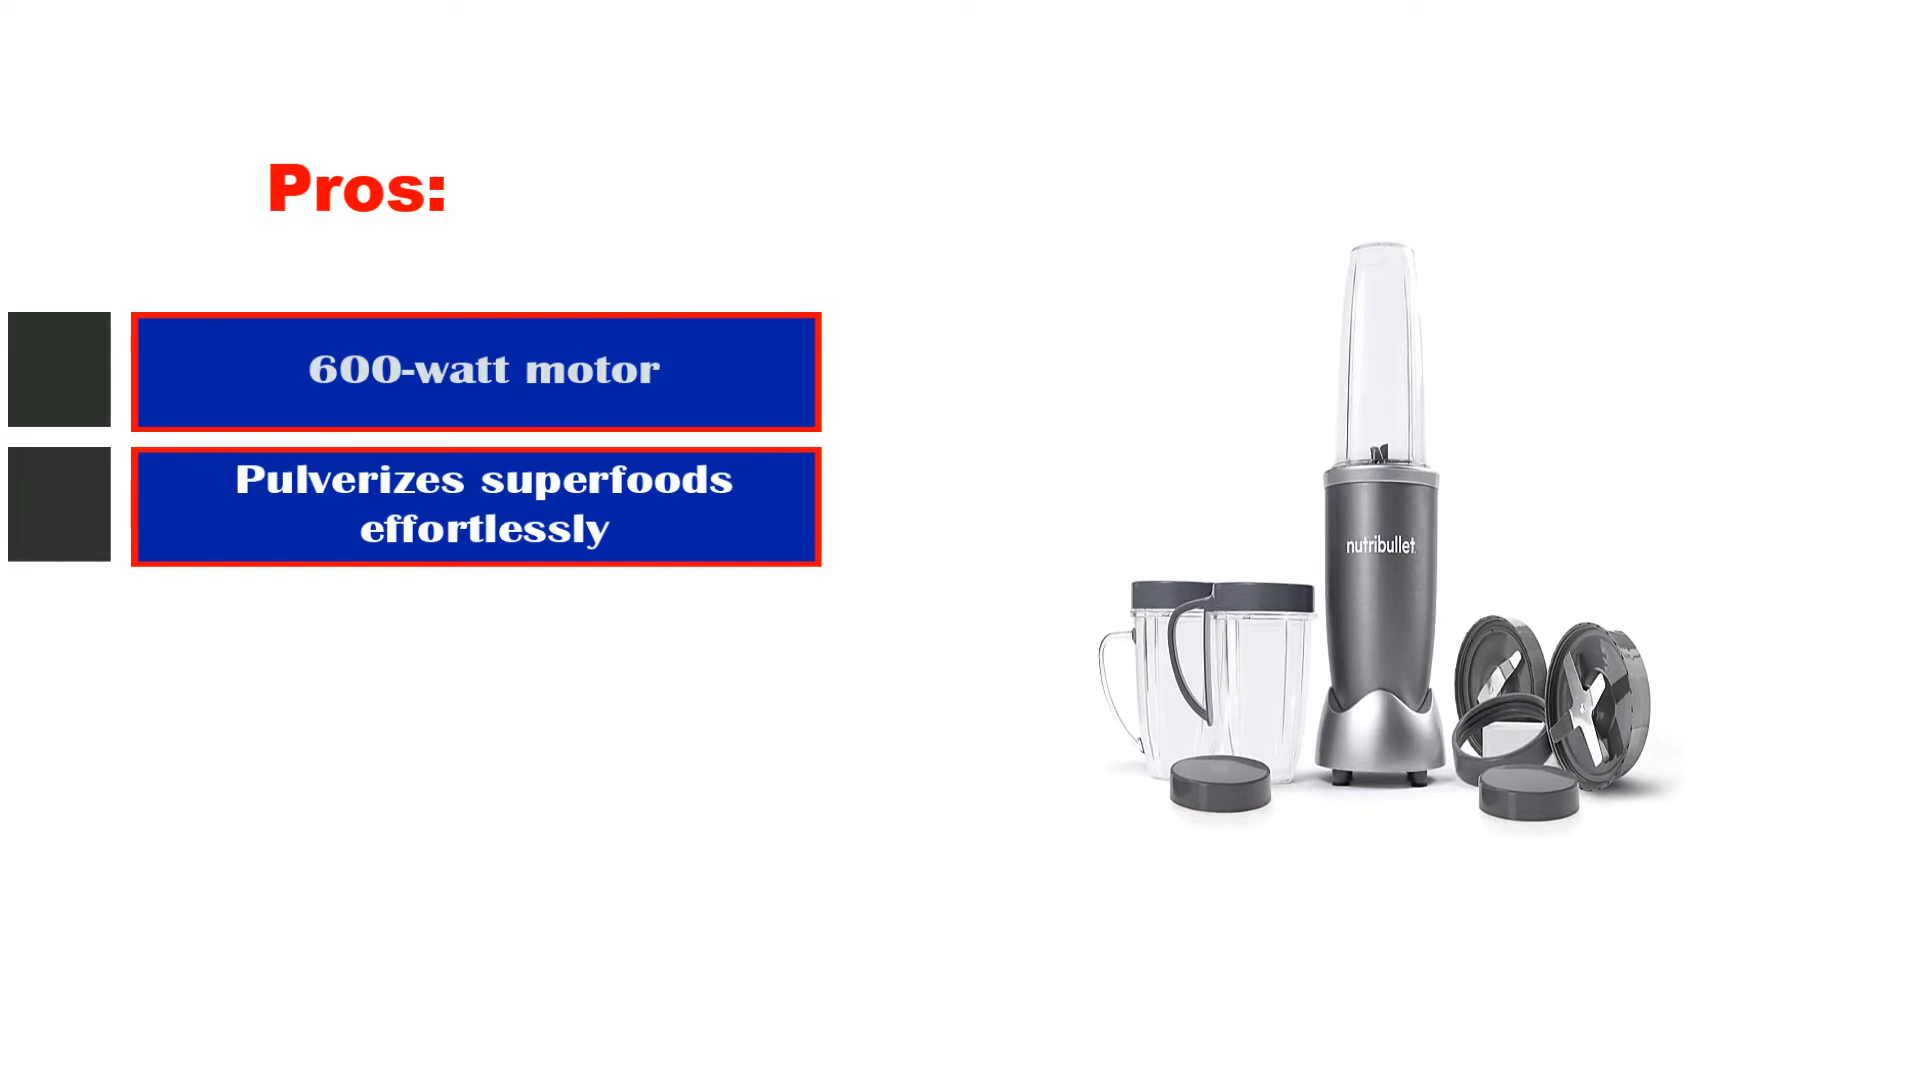 Pros:
600-watt motor
Pulverizes superfoods
effortlessly
nutribullet